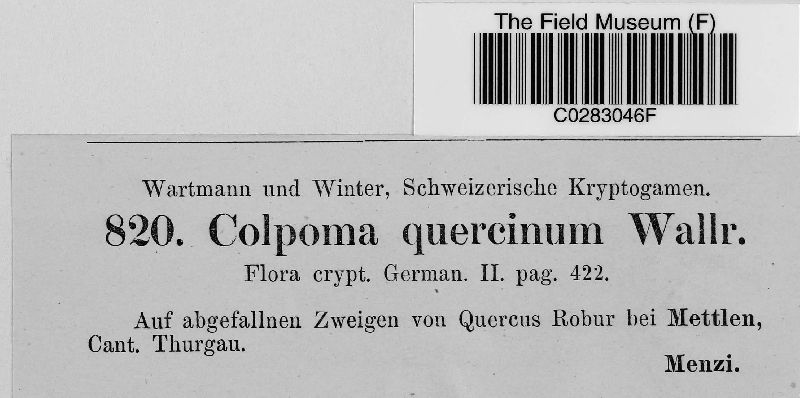 The Field Museum (F)
C0283046F
Wartmann und Winter, Schweizerische Kryptogamen.
820. Colpoma quercinum Wallr.
Flora crypt. German. II. pag. 422.
Auf abgefallnen Zweigen von Quercus Robur bei Mettlen,
Cant. Thurgau.
Menzi.